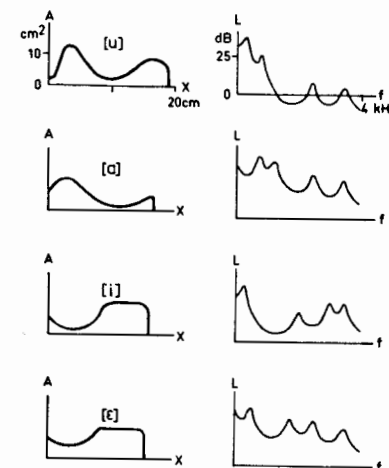 A [u] L
cm² dB
10 25
0 X 0 f
20cm 4 kH
A [a] L
X f
A [i] L
X f
A [ɛ] L
X f